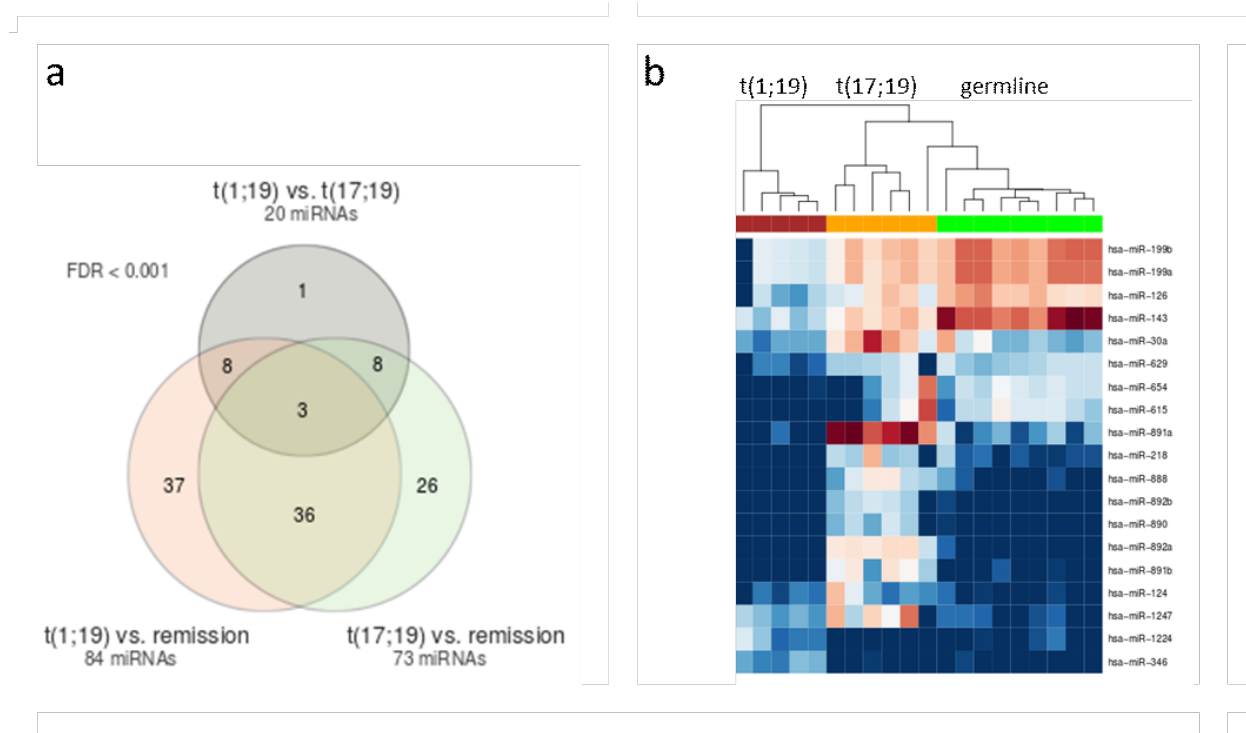 a
t(1;19) vs. t(17;19)
20 miRNAs
FDR < 0.001
1
8
8
3
37
26
36
t(1;19) vs. remission
84 miRNAs
t(17;19) vs. remission
73 miRNAs
b
t(1;19) t(17;19) germline
hsa-miR-199b
hsa-miR-199a
hsa-miR-126
hsa-miR-143
hsa-miR-30a
hsa-miR-629
hsa-miR-654
hsa-miR-615
hsa-miR-891a
hsa-miR-218
hsa-miR-888
hsa-miR-892b
hsa-miR-890
hsa-miR-892a
hsa-miR-891b
hsa-miR-124
hsa-miR-1247
hsa-miR-1224
hsa-miR-346